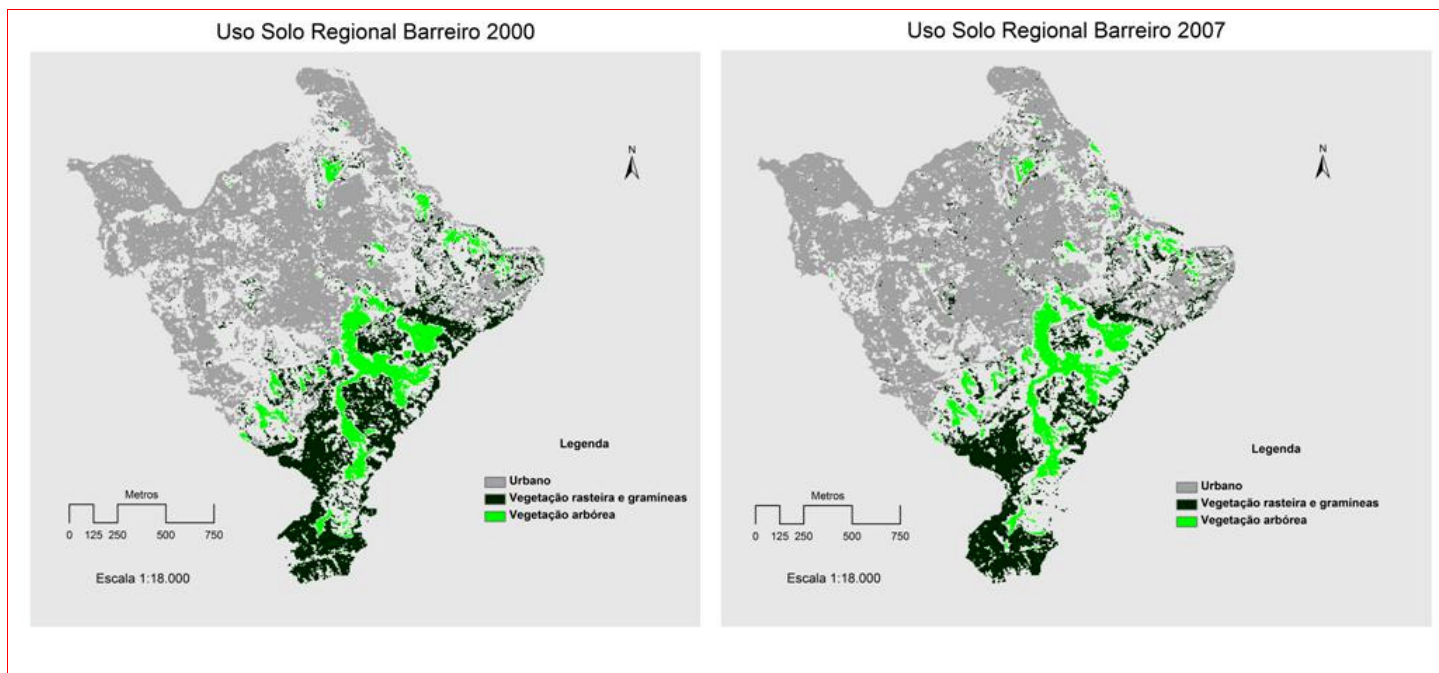 Uso Solo Regional Barreiro 2000
N
Legenda
Urbano
Vegetação rasteira e gramíneas
Vegetação arbórea
Metros
0 125 250 500 750
Escala 1:18.000
Uso Solo Regional Barreiro 2007
N
Legenda
Urbano
Vegetação rasteira e gramíneas
Vegetação arbórea
Metros
0 125 250 500 750
Escala 1:18.000